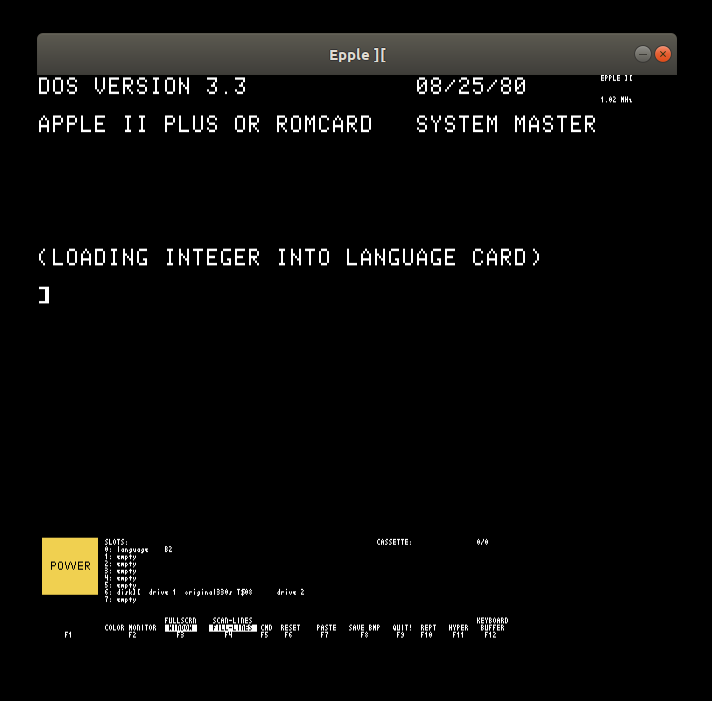 Epple ][
DOS VERSION 3.3 08/25/80
EPPLE ][
1.02 MHz
APPLE II PLUS OR ROMCARD SYSTEM MASTER
(LOADING INTEGER INTO LANGUAGE CARD)
]
POWER
SLOTS: CASSETTE: 0/0
0: language B2
1: empty
2: empty
3: empty
4: empty
5: empty
6: disk][ drive 1 original330s T$08 drive 2
7: empty
FULLSCRN SCAN-LINES KEYBOARD
COLOR MONITOR WINDOW FILL-LINES CMD RESET PASTE SAVE BMP QUIT! REPT HYPER BUFFER
F1 F2 F3 F4 F5 F6 F7 F8 F9 F10 F11 F12